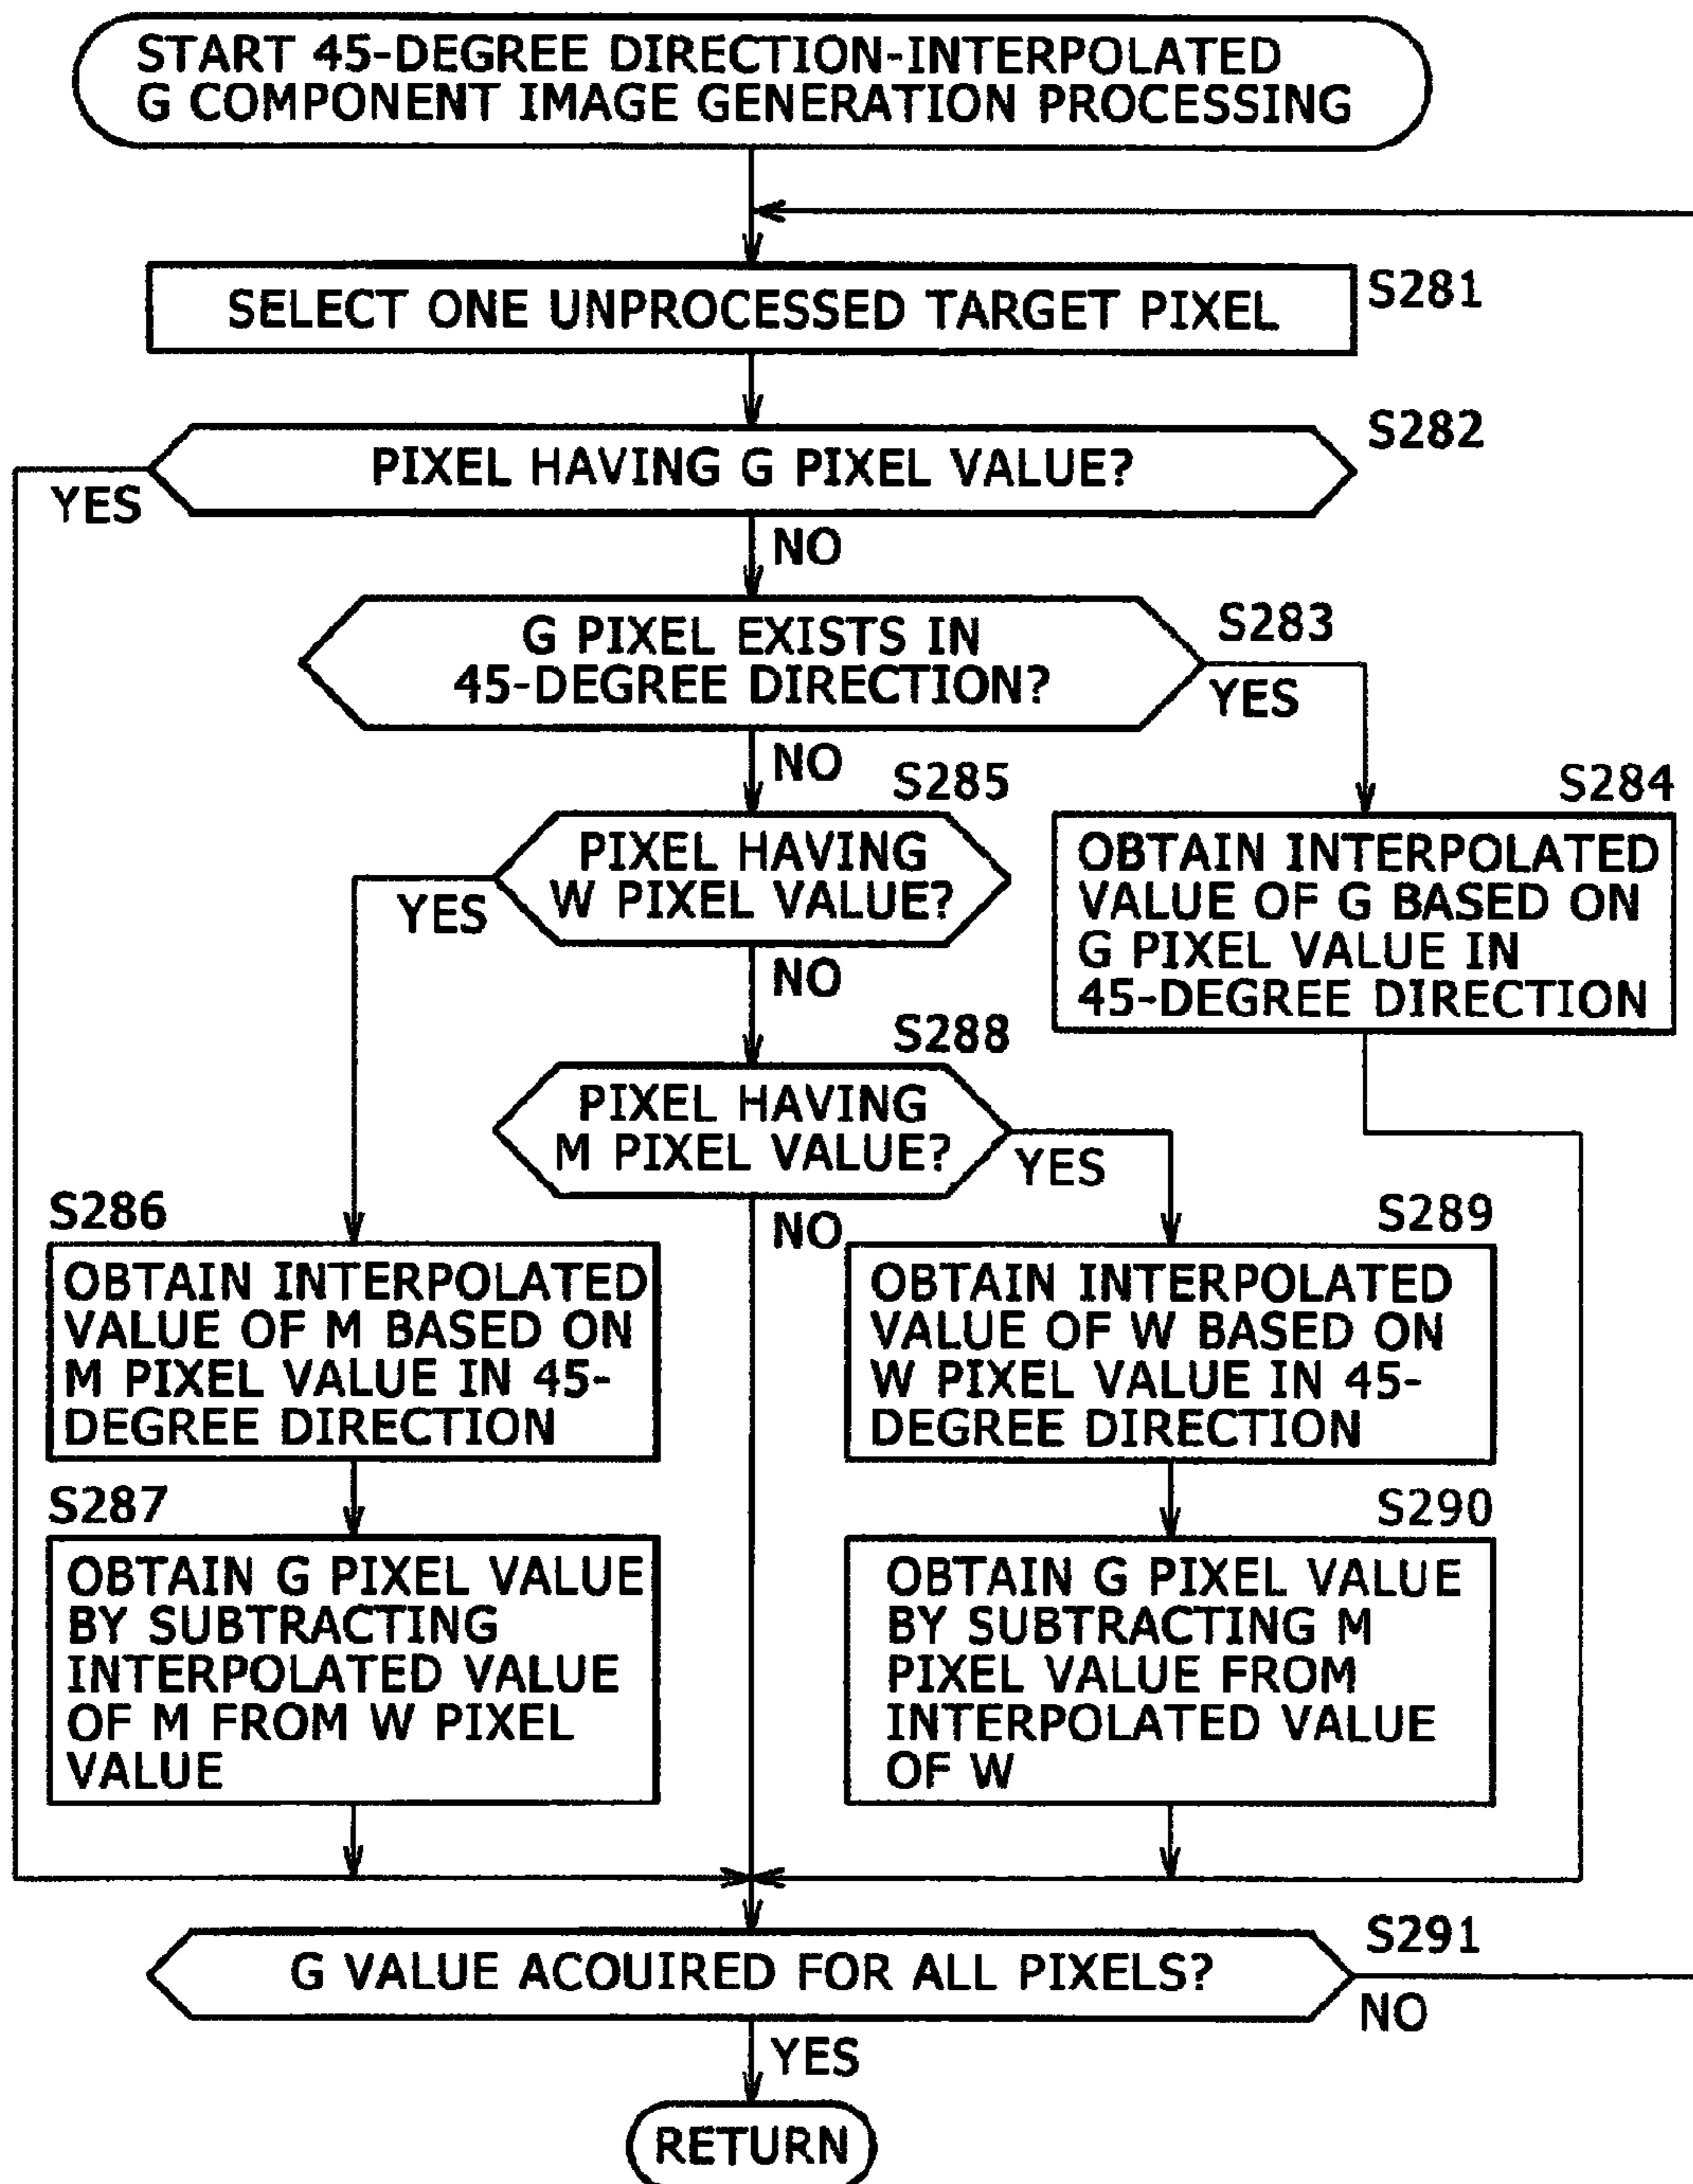 START 45-DEGREE DIRECTION-INTERPOLATED
G COMPONENT IMAGE GENERATION PROCESSING
SELECT ONE UNPROCESSED TARGET PIXEL
S281
PIXEL HAVING G PIXEL VALUE?
S282
YES
NO
G PIXEL EXISTS IN
45-DEGREE DIRECTION?
S283
YES
NO
S285
PIXEL HAVING
W PIXEL VALUE?
YES
NO
S284
OBTAIN INTERPOLATED
VALUE OF G BASED ON
G PIXEL VALUE IN
45-DEGREE DIRECTION
S288
PIXEL HAVING
M PIXEL VALUE?
YES
NO
S286
OBTAIN INTERPOLATED
VALUE OF M BASED ON
M PIXEL VALUE IN 45-
DEGREE DIRECTION
S289
OBTAIN INTERPOLATED
VALUE OF W BASED ON
W PIXEL VALUE IN 45-
DEGREE DIRECTION
S287
OBTAIN G PIXEL VALUE
BY SUBTRACTING
INTERPOLATED VALUE
OF M FROM W PIXEL
VALUE
S290
OBTAIN G PIXEL VALUE
BY SUBTRACTING M
PIXEL VALUE FROM
INTERPOLATED VALUE
OF W
G VALUE ACOUIRED FOR ALL PIXELS?
S291
NO
YES
RETURN